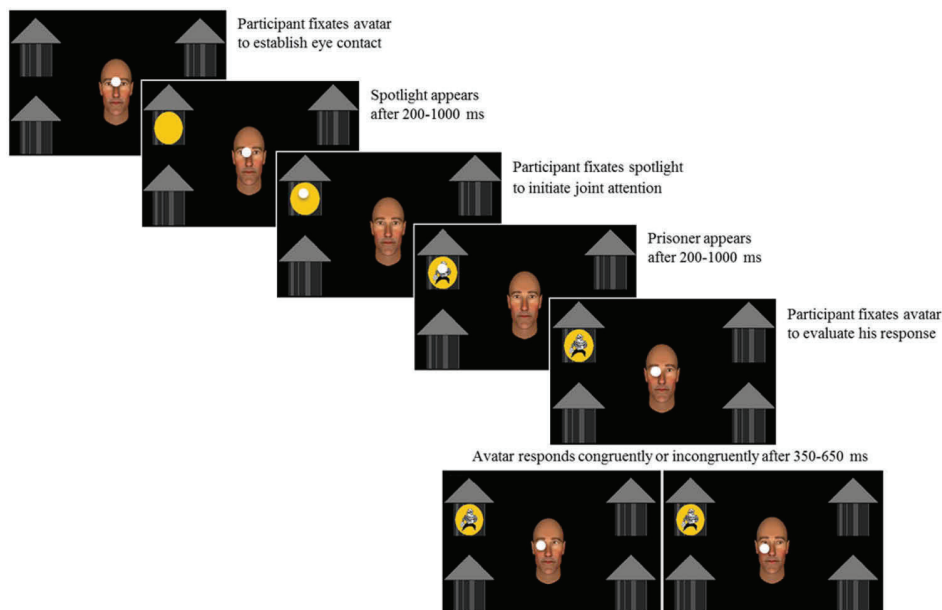 Participant fixates avatar
to establish eye contact
Spotlight appears
after 200-1000 ms
Participant fixates spotlight
to initiate joint attention
Prisoner appears
after 200-1000 ms
Participant fixates avatar
to evaluate his response
Avatar responds congruently or incongruently after 350-650 ms